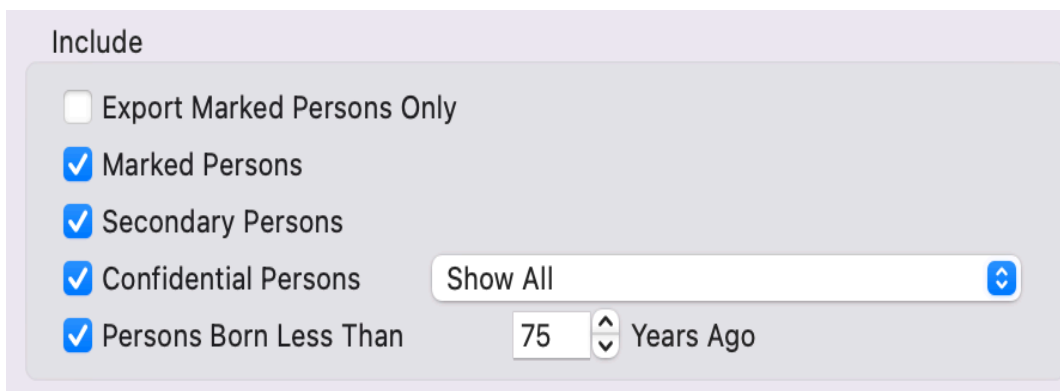 Include
Export Marked Persons Only
Marked Persons
Secondary Persons
Confidential Persons Show All
Persons Born Less Than 75 Years Ago